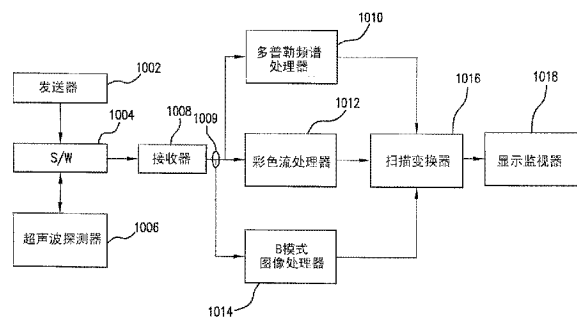 1010
多普勒频谱
处理器
1002
发送器
1004
S/W
1008
接收器
1009
1012
彩色流处理器
1016
扫描变换器
1018
显示监视器
超声波探测器
1006
B模式
图像处理器
1014